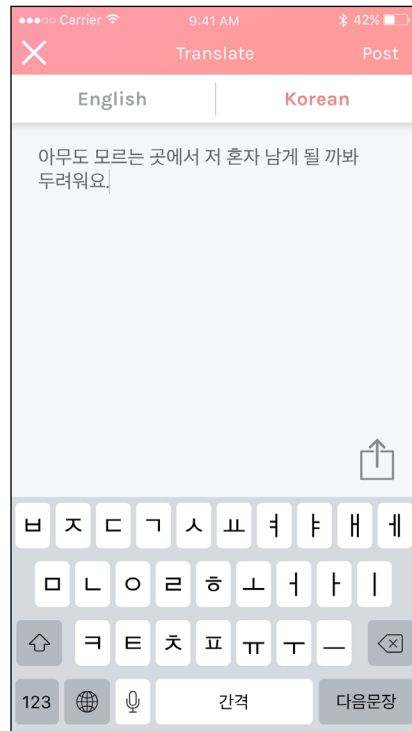 ●●●○○ Carrier 9:41 AM 42%
Translate Post
English Korean
아무도 모르는 곳에서 저 혼자 남게 될 까봐
두려워요.
ㅂ ㅈ ㄷ ㄱ ㅅ ㅛ ㅕ ㅑ ㅐ ㅔ
ㅁ ㄴ ㅇ ㄹ ㅎ ㅗ ㅓ ㅏ ㅣ
ㅋ ㅌ ㅊ ㅍ ㅠ ㅜ ㅡ
123 간격 다음문장